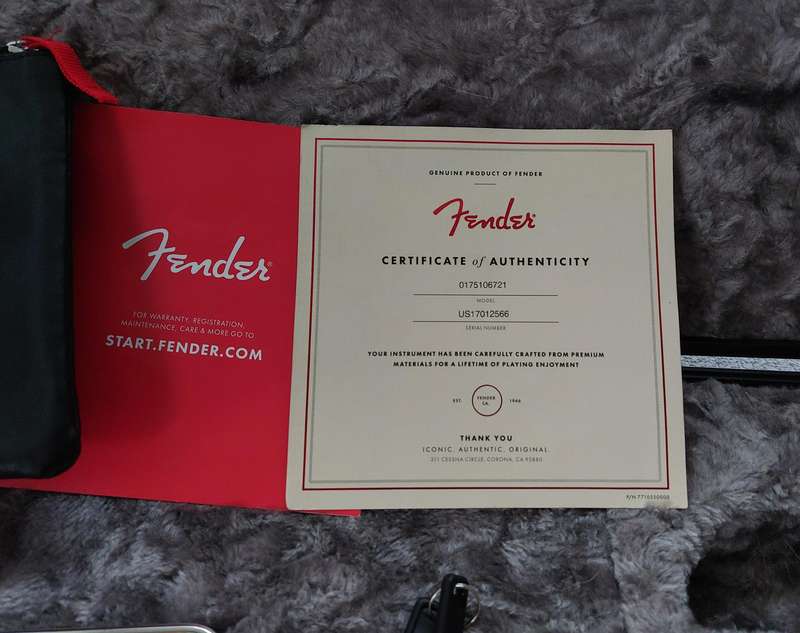 Fender®
FOR WARRANTY, REGISTRATION,
MAINTENANCE, CARE & MORE GO TO
START.FENDER.COM
GENUINE PRODUCT OF FENDER
Fender®
CERTIFICATE of AUTHENTICITY
0175106721
MODEL
US17012566
SERIAL NUMBER
YOUR INSTRUMENT HAS BEEN CAREFULLY CRAFTED FROM PREMIUM
MATERIALS FOR A LIFETIME OF PLAYING ENJOYMENT
EST. FENDER CA. 1946
THANK YOU
ICONIC, AUTHENTIC, ORIGINAL.
311 CESSNA CIRCLE, CORONA, CA 92880
P/N 7710550000